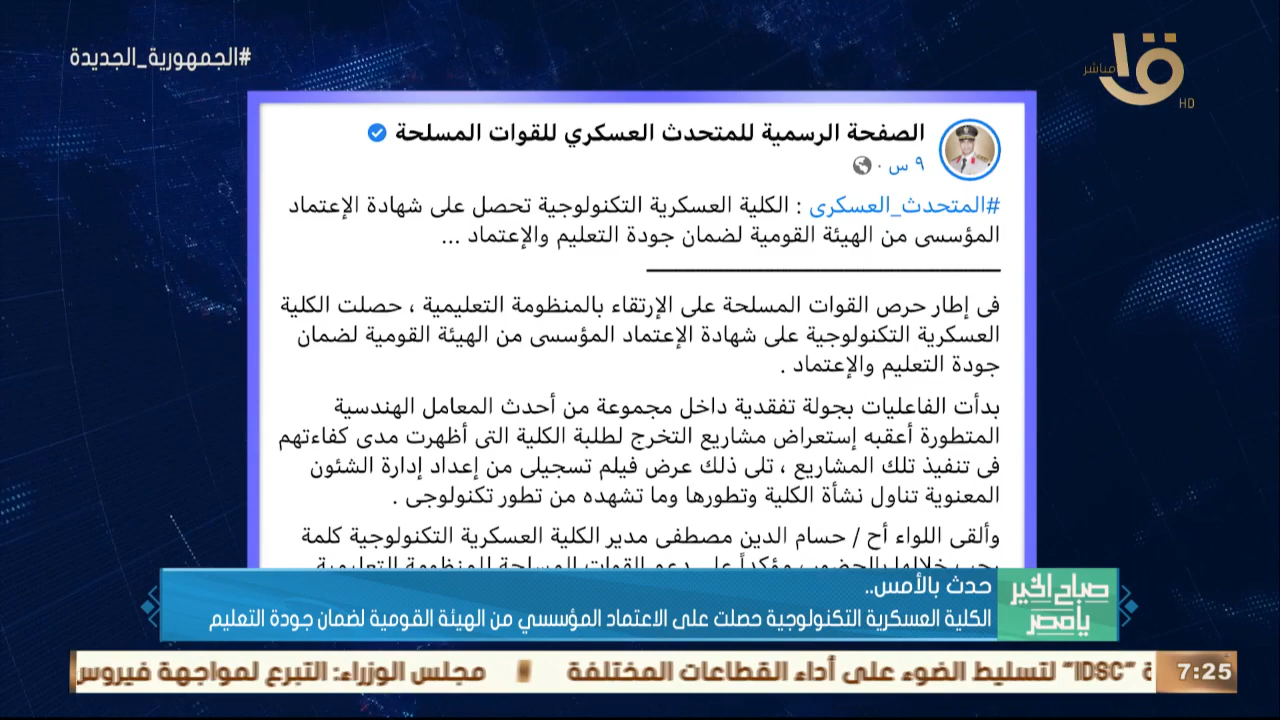 #الجمهورية_الجديدة
مباشر
HD
الصفحة الرسمية للمتحدث العسكري للقوات المسلحة
٩ س ·
#المتحدث_العسكرى : الكلية العسكرية التكنولوجية تحصل على شهادة الإعتماد
المؤسسى من الهيئة القومية لضمان جودة التعليم والإعتماد ...
فى إطار حرص القوات المسلحة على الإرتقاء بالمنظومة التعليمية ، حصلت الكلية
العسكرية التكنولوجية على شهادة الإعتماد المؤسسى من الهيئة القومية لضمان
جودة التعليم والإعتماد .
بدأت الفاعليات بجولة تفقدية داخل مجموعة من أحدث المعامل الهندسية
المتطورة أعقبه إستعراض مشاريع التخرج لطلبة الكلية التى أظهرت مدى كفاءتهم
فى تنفيذ تلك المشاريع ، تلى ذلك عرض فيلم تسجيلى من إعداد إدارة الشئون
المعنوية تناول نشأة الكلية وتطورها وما تشهده من تطور تكنولوجى .
وألقى اللواء أح / حسام الدين مصطفى مدير الكلية العسكرية التكنولوجية كلمة
صباح الخير
يا مصر
حدث بالأمس..
الكلية العسكرية التكنولوجية حصلت على الاعتماد المؤسسي من الهيئة القومية لضمان جودة التعليم
7:25
ة "IDSC" لتسليط الضوء على أداء القطاعات المختلفة
مجلس الوزراء: التبرع لمواجهة فيروس